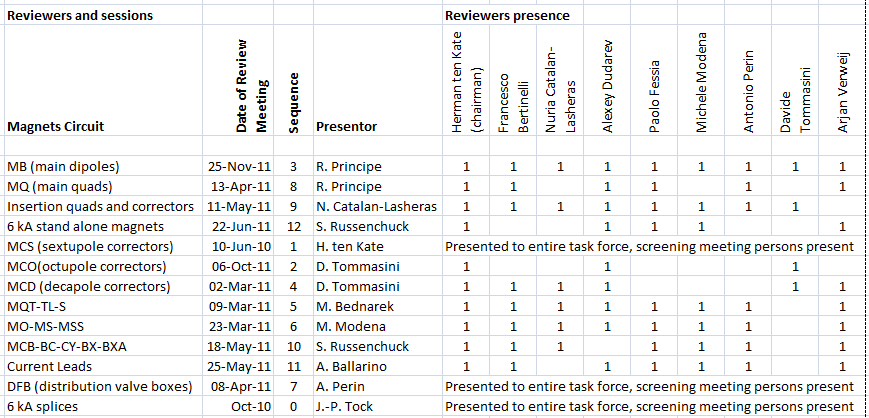 Reviewers and sessions Reviewers presence
Magnets Circuit
Date of Review
Meeting
Sequence
Presentor
Herman ten Kate
(chairman)
Francesco
Bertinelli
Nuria Catalan-
Lasheras
Alexey Dudarev
Paolo Fessia
Michele Modena
Antonio Perin
Davide
Tommasini
Arjan Verweij
MB (main dipoles) 25-Nov-11 3 R. Principe 1 1 1 1 1 1 1 1 1
MQ (main quads) 13-Apr-11 8 R. Principe 1 1 1 1 1 1
Insertion quads and correctors 11-May-11 9 N. Catalan-Lasheras 1 1 1 1 1 1 1 1
6 kA stand alone magnets 22-Jun-11 12 S. Russenchuck 1 1 1 1 1 1
MCS (sextupole correctors) 10-Jun-10 1 H. ten Kate Presented to entire task force, screening meeting persons present
MCO(octupole correctors) 06-Oct-11 2 D. Tommasini 1 1 1
MCD (decapole correctors) 02-Mar-11 4 D. Tommasini 1 1 1 1 1 1
MQT-TL-S 09-Mar-11 5 M. Bednarek 1 1 1 1 1 1 1 1
MO-MS-MSS 23-Mar-11 6 M. Modena 1 1 1 1 1 1 1 1
MCB-BC-CY-BX-BXA 18-May-11 10 S. Russenchuck 1 1 1 1 1 1 1
Current Leads 25-May-11 11 A. Ballarino 1 1 1 1 1 1 1
DFB (distribution valve boxes) 08-Apr-11 7 A. Perin Presented to entire task force, screening meeting persons present
6 kA splices Oct-10 0 J.-P. Tock Presented to entire task force, screening meeting persons present